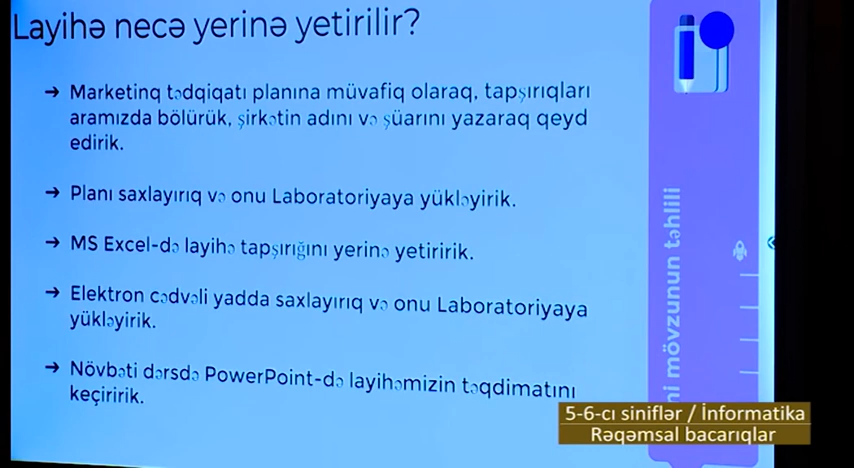 Layihə necə yerinə yetirilir?
→ Marketinq tədqiqatı planına müvafiq olaraq, tapşırıqları
aramızda bölürük, şirkətin adını və şüarını yazaraq qeyd
edirik.
→ Planı saxlayırıq və onu Laboratoriyaya yükləyirik.
→ MS Excel-də layihə tapşırığını yerinə yetiririk.
→ Elektron cədvəli yadda saxlayırıq və onu Laboratoriyaya
yükləyirik.
→ Növbəti dərsdə PowerPoint-də layihəmizin təqdimatını
keçiririk.
mövzunun təhlili
5-6-cı siniflər / İnformatika
Rəqəmsal bacarıqlar